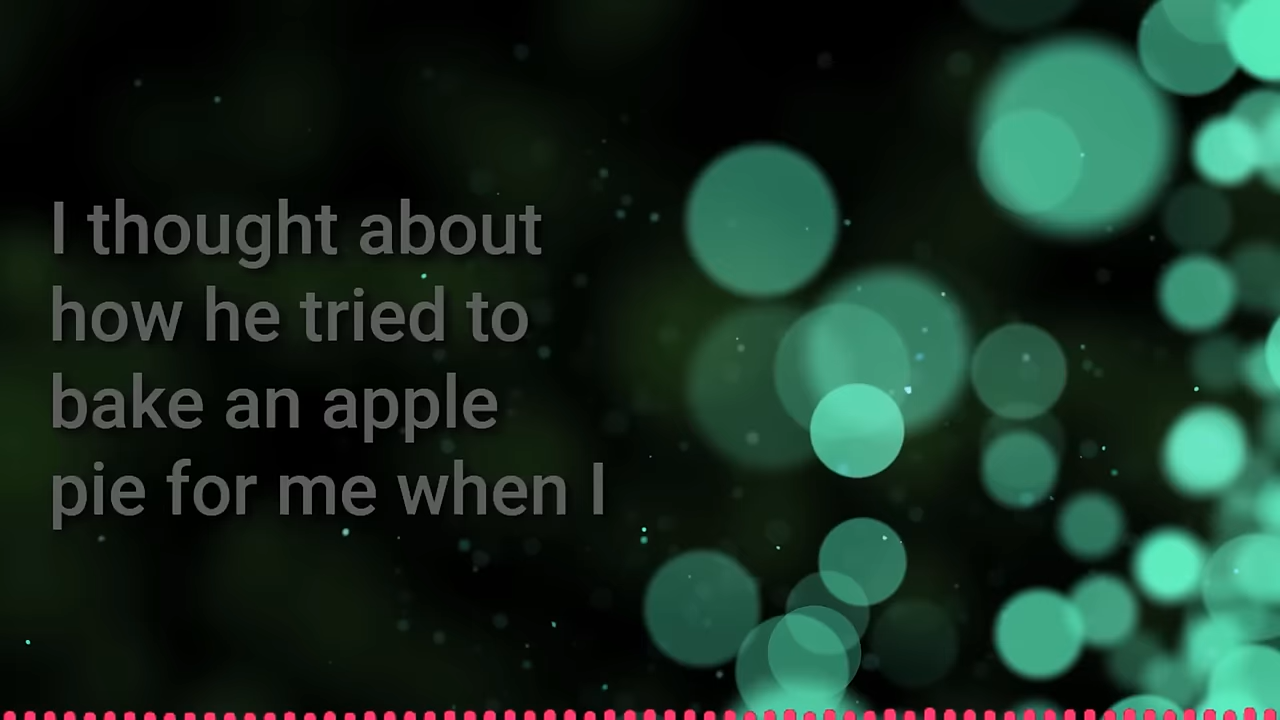 I thought about
how he tried to
bake an apple
pie for me when I